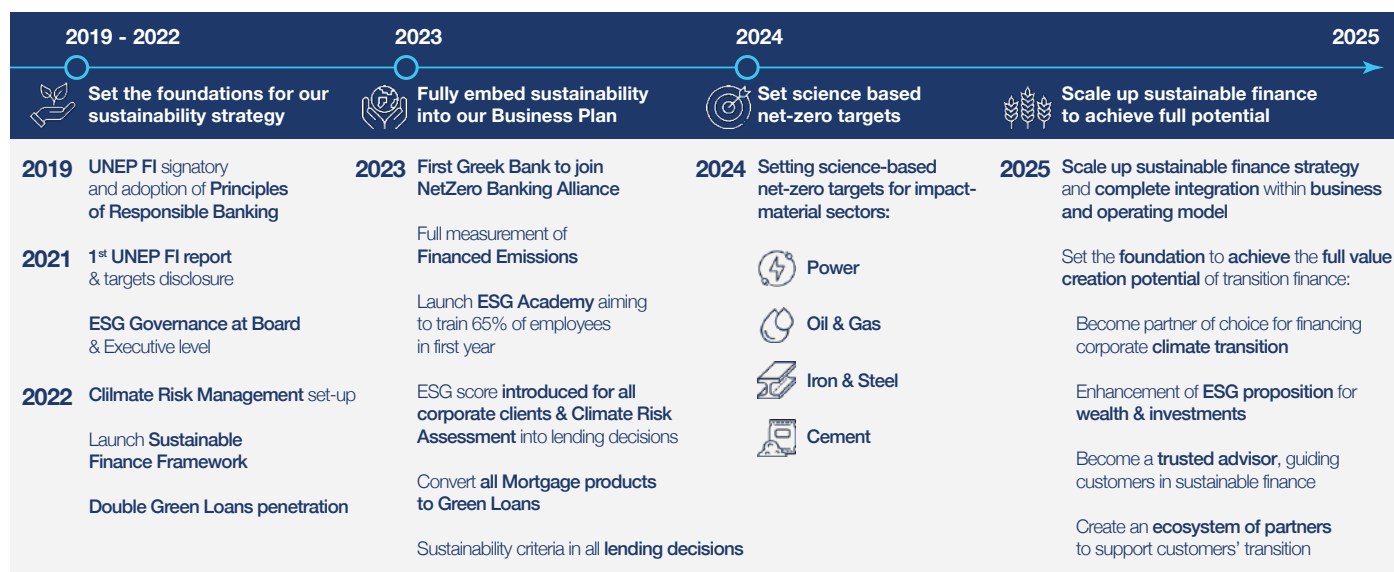 2019 - 2022
Set the foundations for our
sustainability strategy
2019
UNEP FI signatory
and adoption of Principles
of Responsible Banking
2021
1st UNEP FI report
& targets disclosure
ESG Governance at Board
& Executive level
2022
Clilmate Risk Management set-up
Launch Sustainable
Finance Framework
Double Green Loans penetration
2023
Fully embed sustainability
into our Business Plan
2023
First Greek Bank to join
NetZero Banking Alliance
Full measurement of
Financed Emissions
Launch ESG Academy aiming
to train 65% of employees
in first year
ESG score introduced for all
corporate clients & Climate Risk
Assessment into lending decisions
Convert all Mortgage products
to Green Loans
Sustainability criteria in all lending decisions
2024
Set science based
net-zero targets
2024
Setting science-based
net-zero targets for impact-
material sectors:
Power
Oil & Gas
Iron & Steel
Cement
2025
Scale up sustainable finance
to achieve full potential
2025
Scale up sustainable finance strategy
and complete integration within business
and operating model
Set the foundation to achieve the full value
creation potential of transition finance:
Become partner of choice for financing
corporate climate transition
Enhancement of ESG proposition for
wealth & investments
Become a trusted advisor, guiding
customers in sustainable finance
Create an ecosystem of partners
to support customers' transition